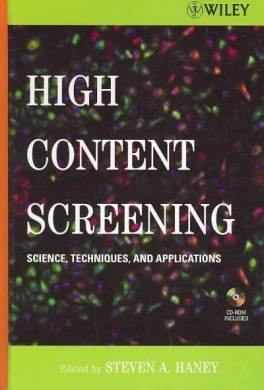 WILEY
HIGH
CONTENT
SCREENING
SCIENCE, TECHNIQUES, AND APPLICATIONS
CD-ROM
INCLUDED
Edited by STEVEN A. HANEY